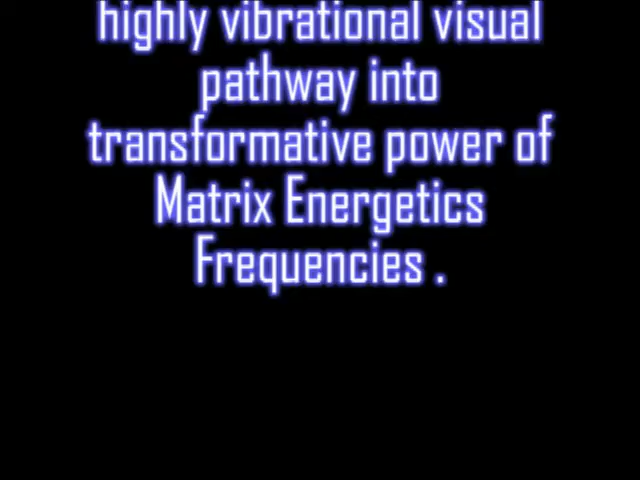 highly vibrational visual
pathway into
transformative power of
Matrix Energetics
Frequencies .